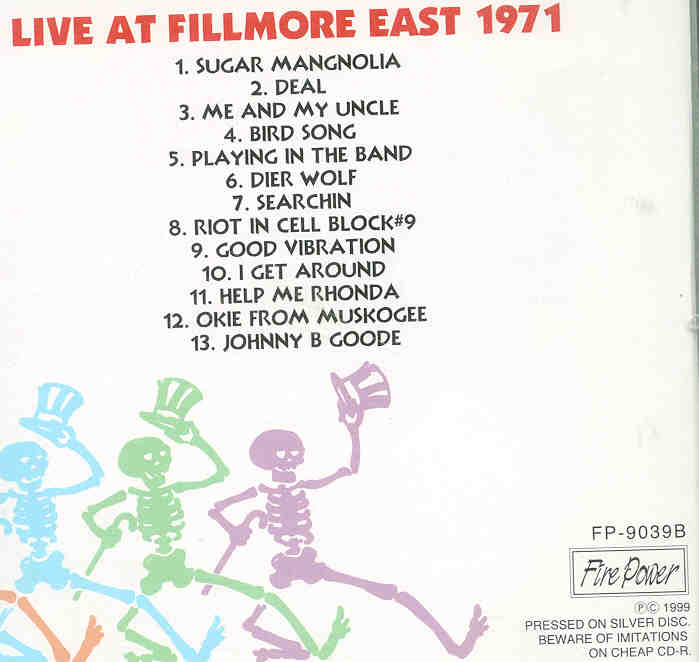 LIVE AT FILLMORE EAST 1971
1. SUGAR MANGNOLIA
2. DEAL
3. ME AND MY UNCLE
4. BIRD SONG
5. PLAYING IN THE BAND
6. DIER WOLF
7. SEARCHIN
8. RIOT IN CELL BLOCK#9
9. GOOD VIBRATION
10. I GET AROUND
11. HELP ME RHONDA
12. OKIE FROM MUSKOGEE
13. JOHNNY B GOODE
FP-9039B
Fire Power
℗© 1999
PRESSED ON SILVER DISC.
BEWARE OF IMITATIONS
ON CHEAP CD-R.